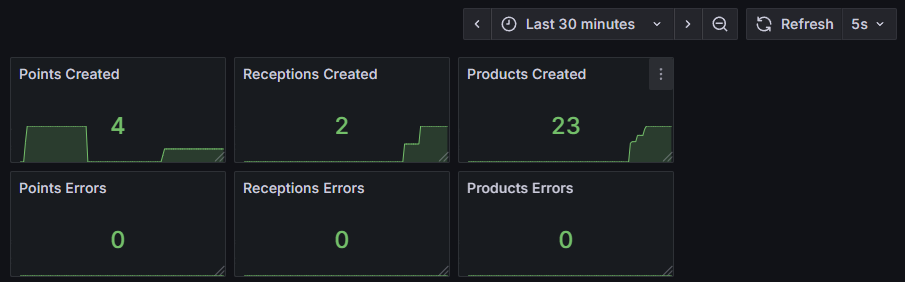 Last 30 minutes
Refresh
5s
Points Created
Receptions Created
Products Created
4
2
23
Points Errors
Receptions Errors
Products Errors
0
0
0